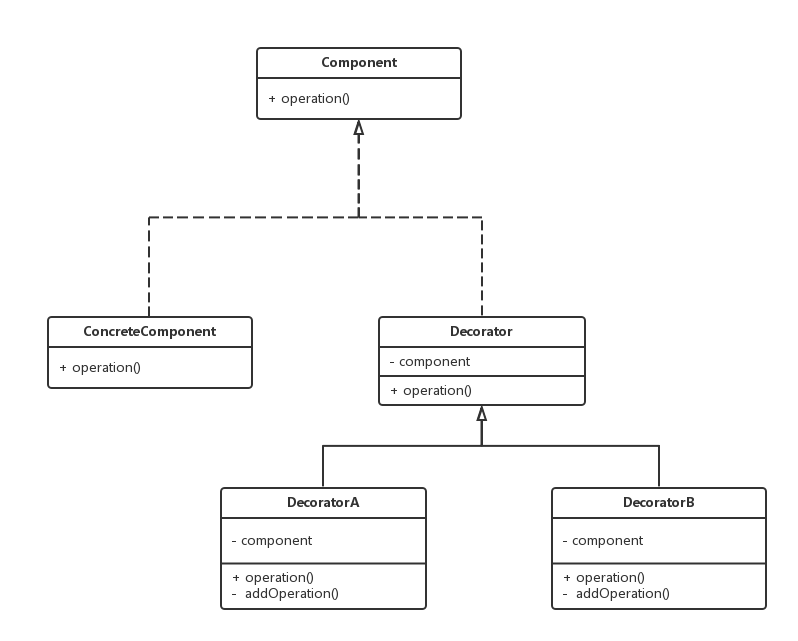 Component
+ operation()
ConcreteComponent
+ operation()
Decorator
- component
+ operation()
DecoratorA
- component
+ operation()
- addOperation()
DecoratorB
- component
+ operation()
- addOperation()